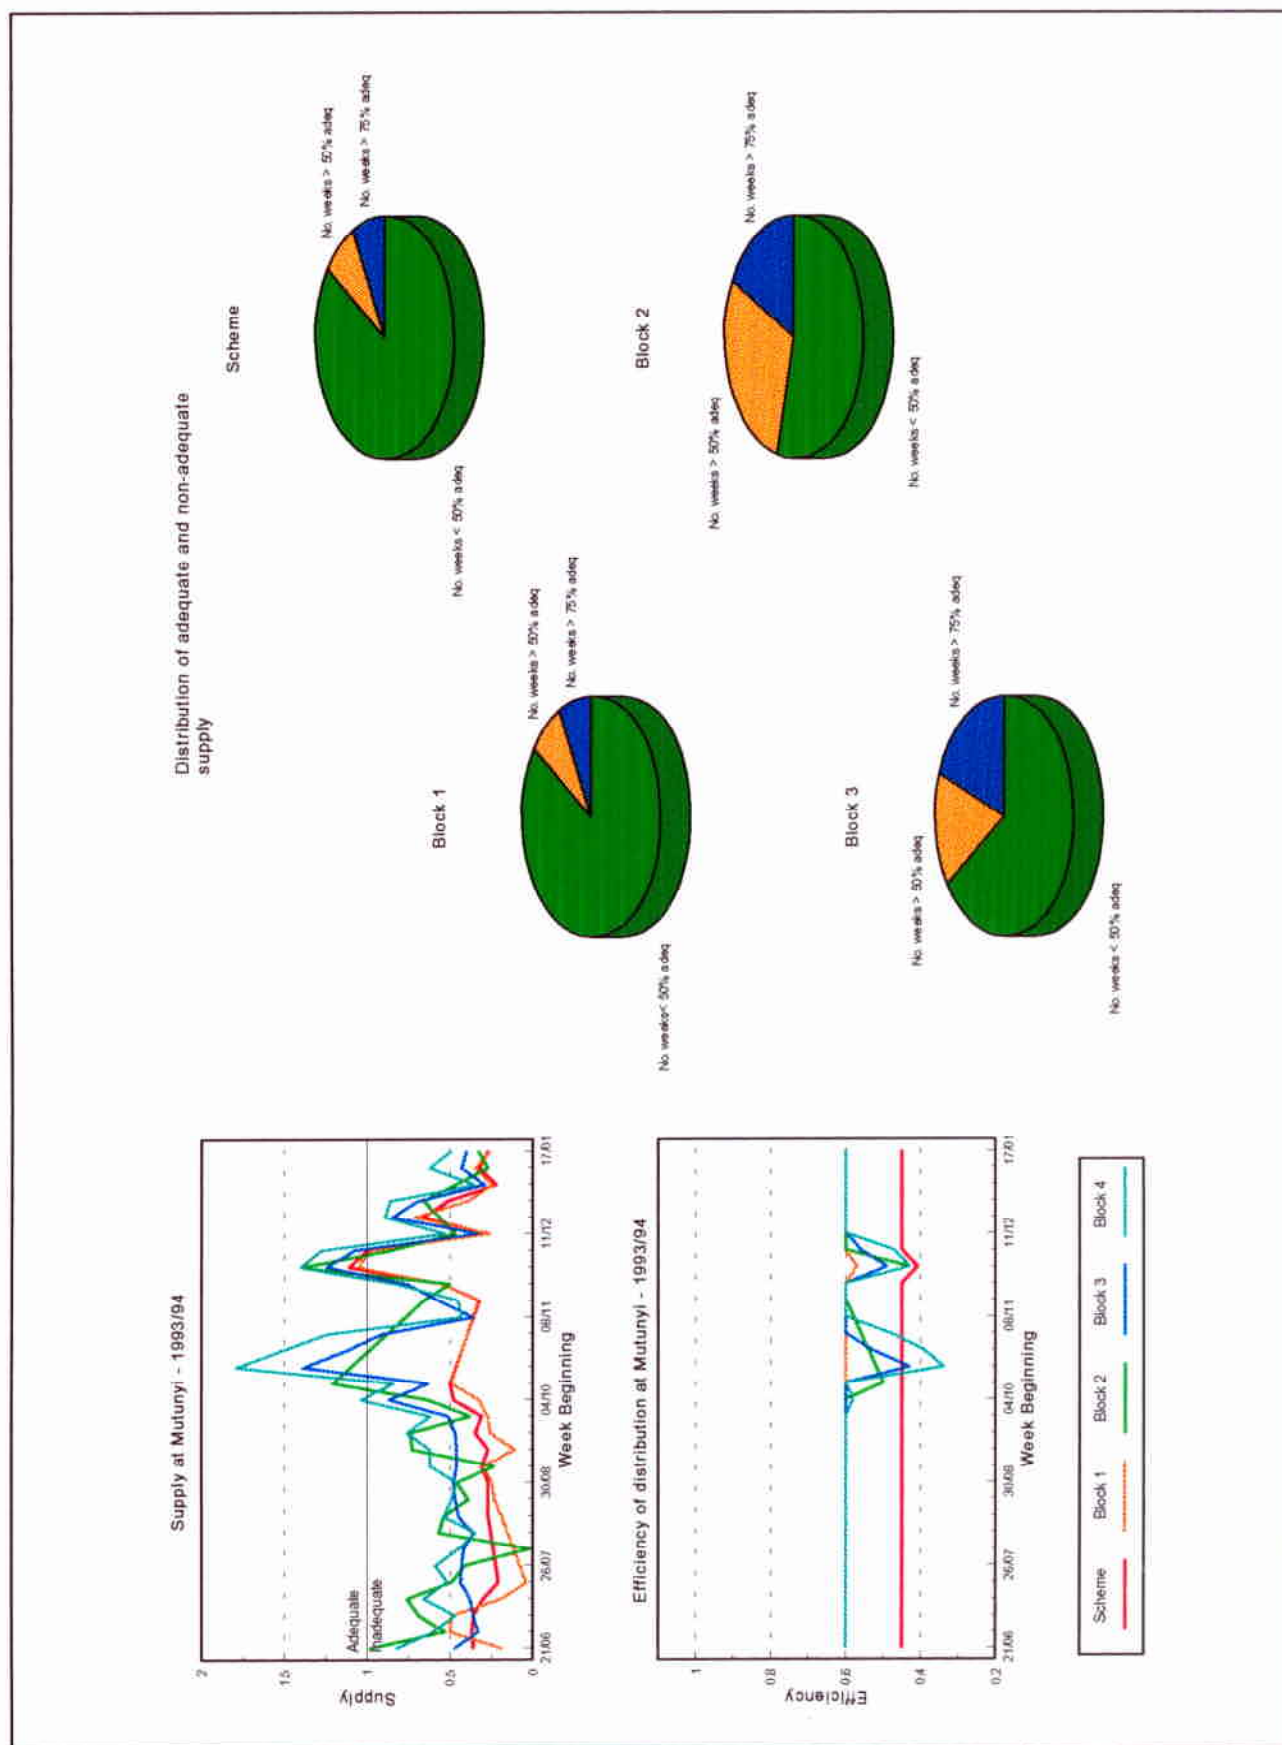 Supply at Mutunyi - 1993/94
Supply
2
1.5
1
0.5
0
Adequate
Inadequate
21/06
26/07
30/08
04/10
08/11
11/12
17/01
Week Beginning
Efficiency of distribution at Mutunyi - 1993/94
Efficiency
1
0.8
0.6
0.4
0.2
21/06
26/07
30/08
04/10
08/11
11/12
17/01
Week Beginning
Scheme
Block 1
Block 2
Block 3
Block 4
Distribution of adequate and non-adequate
supply
Scheme
No. weeks > 50% adeq
No. weeks > 75% adeq
No. weeks < 50% adeq
Block 1
No. weeks > 50% adeq
No. weeks > 75% adeq
No. weeks< 50% adeq
Block 2
No. weeks > 50% adeq
No. weeks > 75% adeq
No. weeks < 50% adeq
Block 3
No. weeks > 50% adeq
No. weeks > 75% adeq
No. weeks < 50% adeq